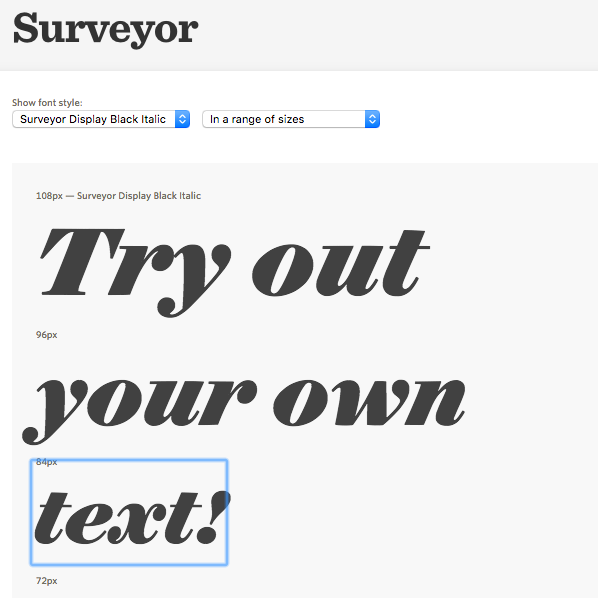 Surveyor
Show font style:
Surveyor Display Black Italic In a range of sizes
108px — Surveyor Display Black Italic
Try out
96px
your own
84px
text!
72px